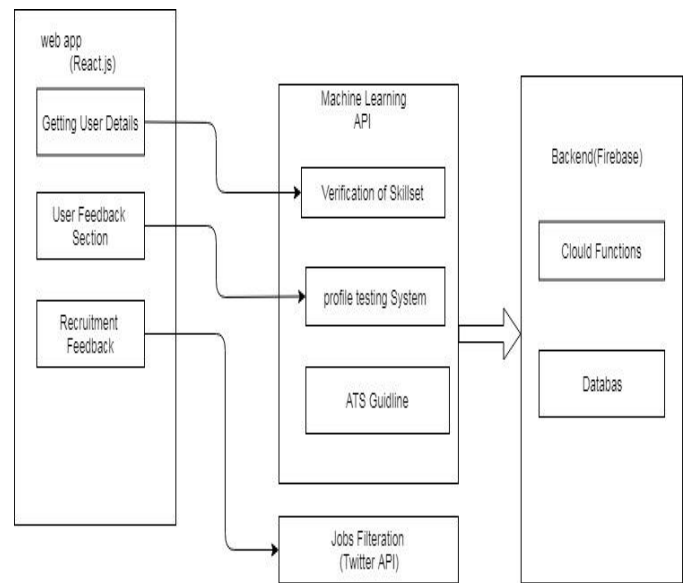 web app
(React.js)
Getting User Details
User Feedback
Section
Recruitment
Feedback
Machine Learning
API
Verification of Skillset
profile testing System
ATS Guidline
Jobs Filteration
(Twitter API)
Backend(Firebase)
Clould Functions
Databas